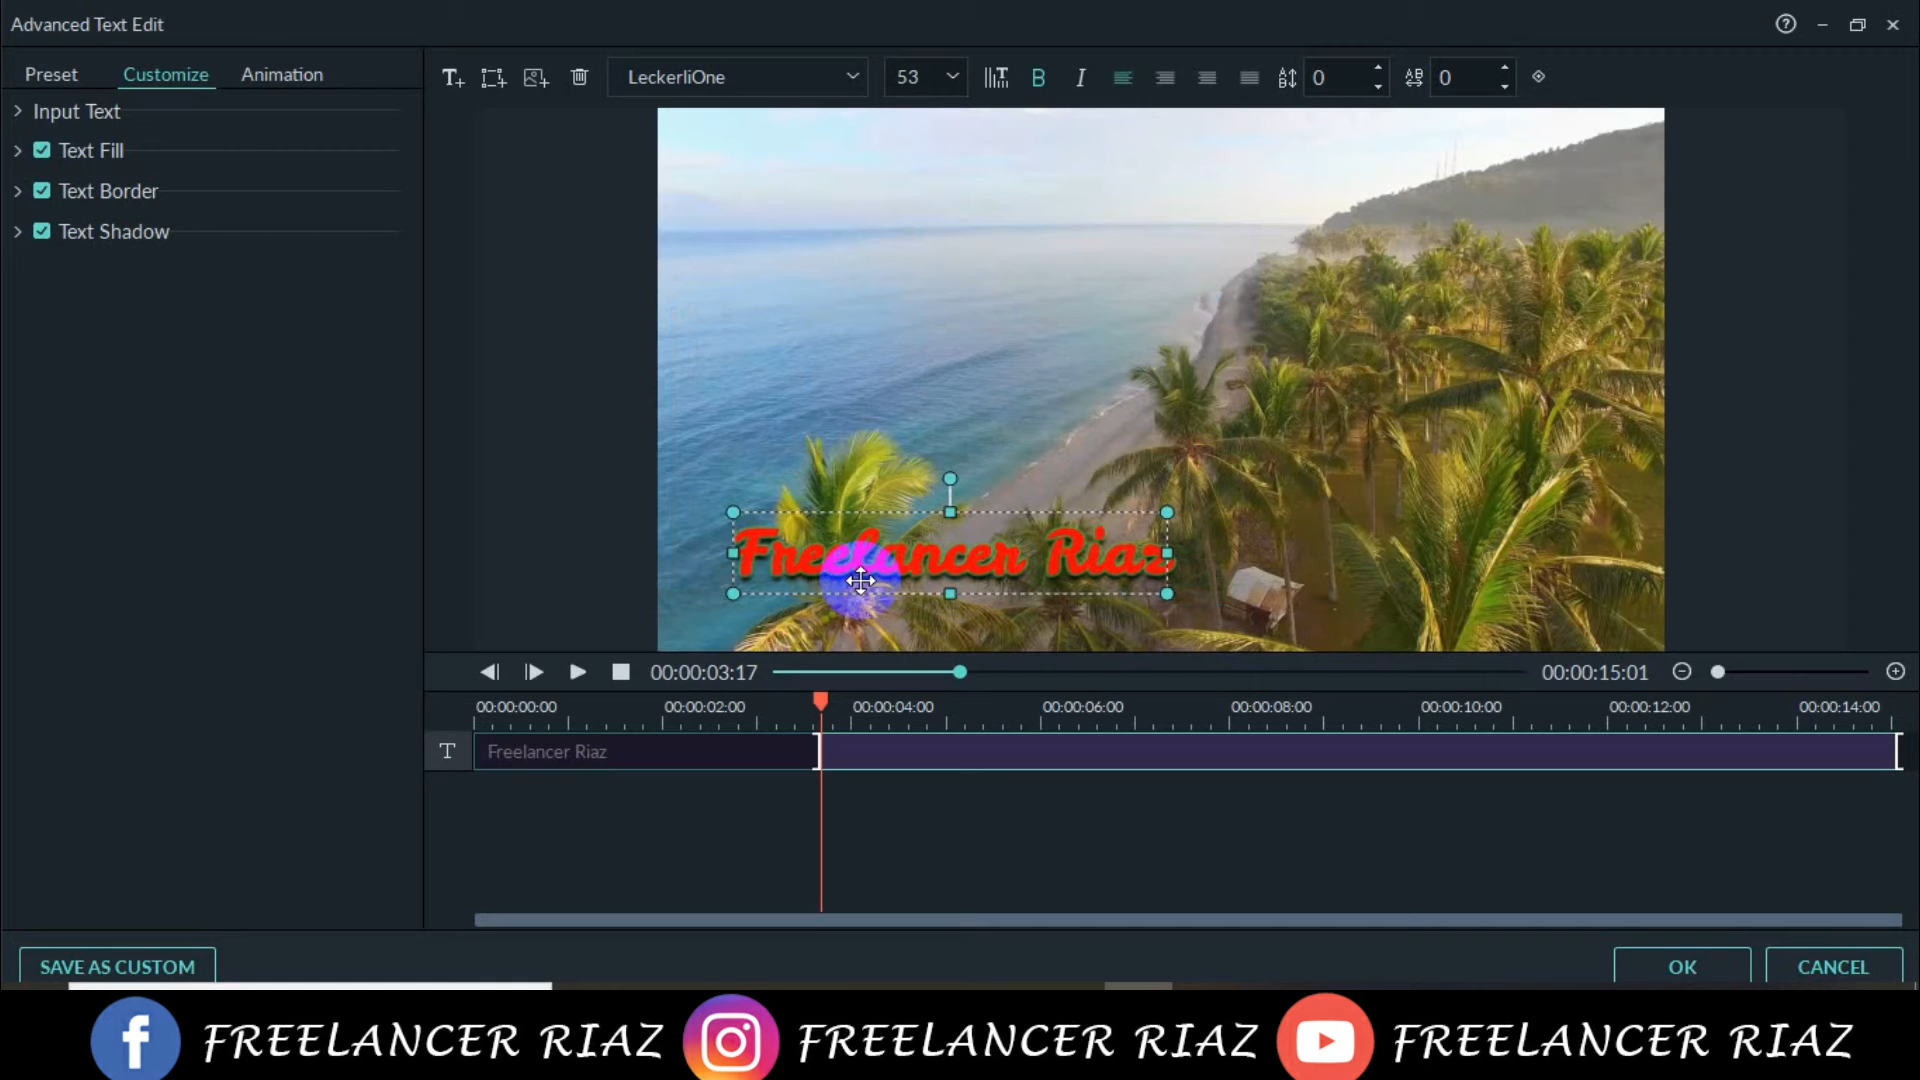 Advanced Text Edit
Preset Customize Animation
LeckerliOne 53 0 0
Input Text
Text Fill
Text Border
Text Shadow
Freelancer Riaz
00:00:03:17 00:00:15:01
00:00:00:00 00:00:02:00 00:00:04:00 00:00:06:00 00:00:08:00 00:00:10:00 00:00:12:00 00:00:14:00
Freelancer Riaz
SAVE AS CUSTOM OK CANCEL
FREELANCER RIAZ FREELANCER RIAZ FREELANCER RIAZ